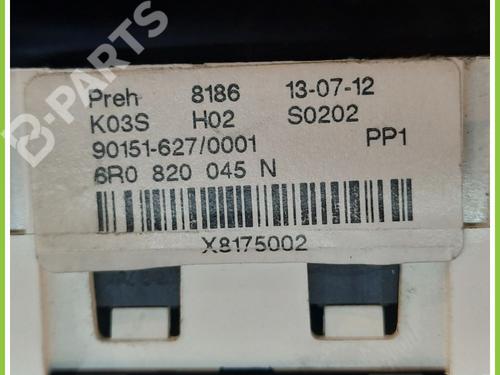 B-PARTS
Preh 8186 13-07-12
K03S H02 S0202
90151-627/0001 PP1
6R0 820 045 N
X8175002